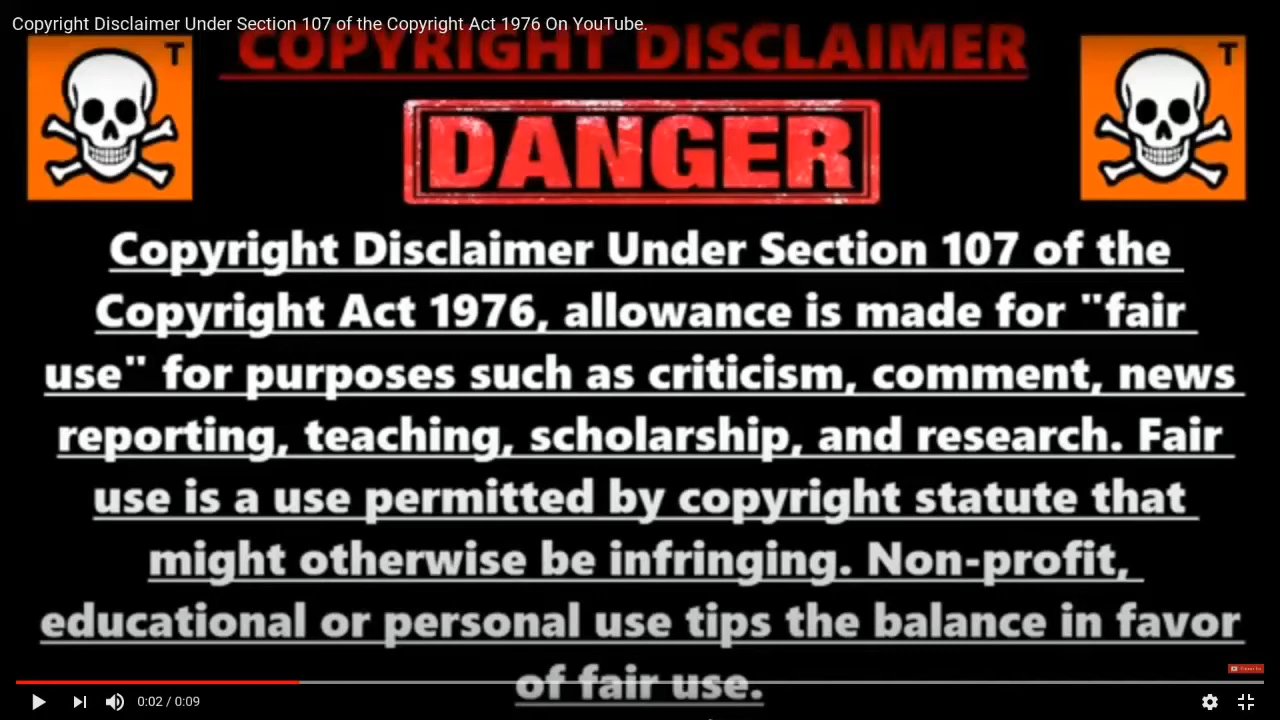 Copyright Disclaimer Under Section 107 of the Copyright Act 1976 On YouTube.
COPYRIGHT DISCLAIMER
T
T
DANGER
Copyright Disclaimer Under Section 107 of the
Copyright Act 1976, allowance is made for "fair
use" for purposes such as criticism, comment, news
reporting, teaching, scholarship, and research. Fair
use is a use permitted by copyright statute that
might otherwise be infringing. Non-profit,
educational or personal use tips the balance in favor
of fair use.
0:02 / 0:09